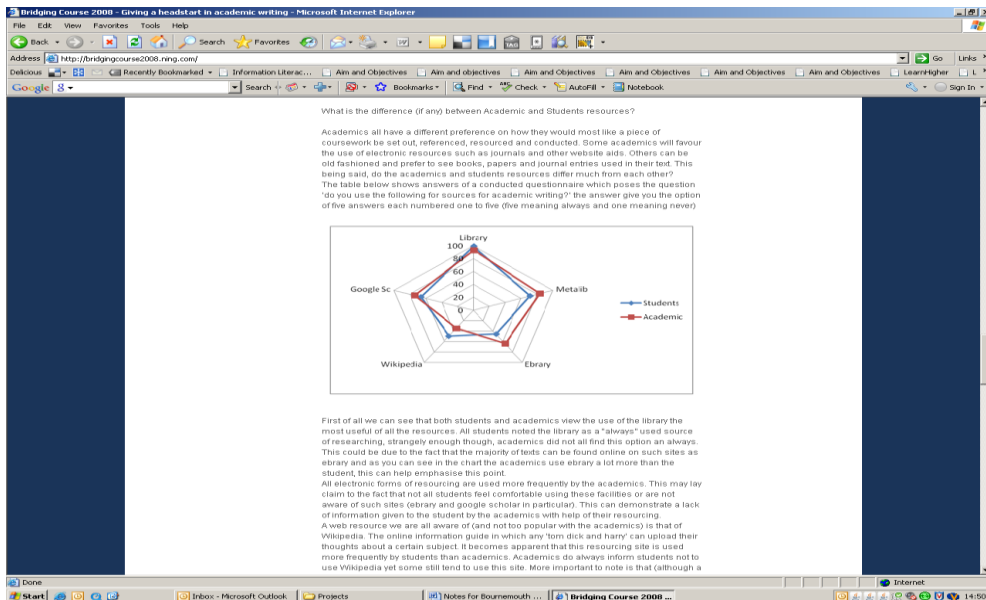 Bridging Course 2008 - Giving a headstart in academic writing - Microsoft Internet Explorer
File Edit View Favorites Tools Help
Back Search Favorites
Address http://bridgingcourse2008.ning.com/ Go Links
Delicious Recently Bookmarked Information Literac... Aim and Objectives Aim and objectives Aim and Objectives Aim and Objectives Aim and Objectives Aim and Objectives LearnHigher L
Google Search Bookmarks Find Check AutoFill Notebook Sign In
What is the difference (if any) between Academic and Students resources?
Academics all have a different preference on how they would most like a piece of
coursework be set out, referenced, resourced and conducted. Some academics will favour
the use of electronic resources such as journals and other website aids. Others can be
old fashioned and prefer to see books, papers and journal entries used in their text. This
being said, do the academics and students resources differ much from each other?
The table below shows answers of a conducted questionnaire which poses the question
'do you use the following for sources for academic writing?' the answer give you the option
of five answers each numbered one to five (five meaning always and one meaning never)
Library
100
80
60
40
20
0
Google Sc
Metalib
Students
Academic
Wikipedia
Ebrary
First of all we can see that both students and academics view the use of the library the
most useful of all the resources. All students noted the library as a "always" used source
of researching, strangely enough though, academics did not all find this option an always.
This could be due to the fact that the majority of texts can be found online on such sites as
ebrary and as you can see in the chart the academics use ebrary a lot more than the
student, this can help emphasise this point.
All electronic forms of resourcing are used more frequently by the academics. This may lay
claim to the fact that not all students feel comfortable using these facilities or are not
aware of such sites (ebrary and google scholar in particular). This can demonstrate a lack
of information given to the student by the academics with help of their resourcing.
A web resource we are all aware of (and not too popular with the academics) is that of
Wikipedia. The online information guide in which any 'tom dick and harry' can upload their
thoughts about a certain subject. It becomes apparent that this resourcing site is used
more frequently by students than academics. Academics do always inform students not to
use Wikipedia yet some still tend to use this site. More important to note is that (although a
Done Internet
Start Inbox - Microsoft Outlook Projects Notes for Bournemouth ... Bridging Course 2008 ... 14:50